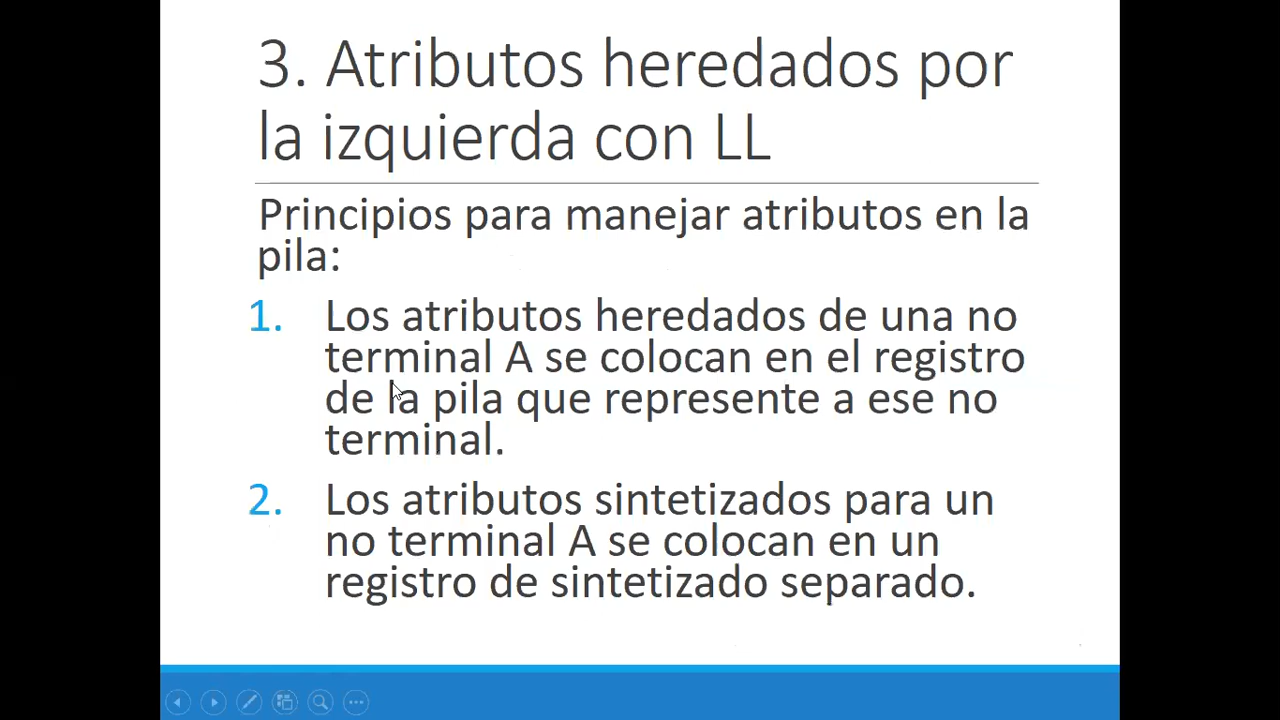 3. Atributos heredados por
la izquierda con LL
Principios para manejar atributos en la
pila:
1. Los atributos heredados de una no
terminal A se colocan en el registro
de la pila que represente a ese no
terminal.
2. Los atributos sintetizados para un
no terminal A se colocan en un
registro de sintetizado separado.